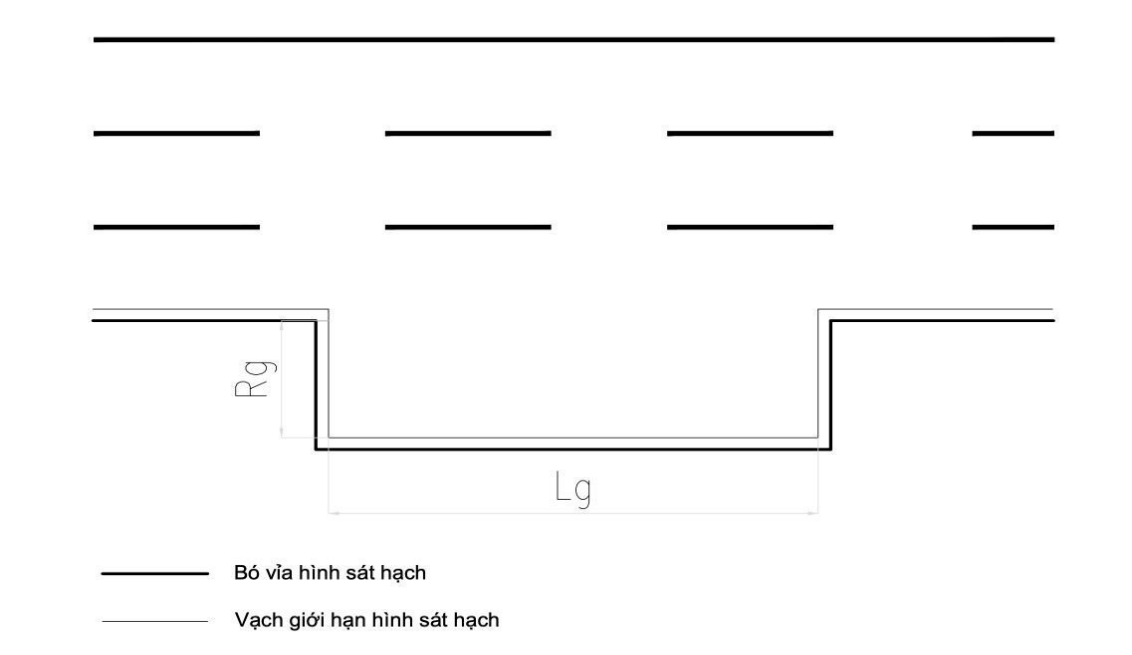 Rg
Lg
Bó vỉa hình sát hạch
Vạch giới hạn hình sát hạch